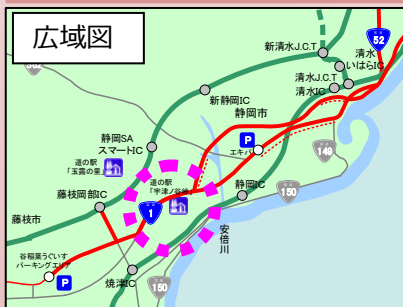 広域図
新清水J.C.T
52
清水
いはらIC
清水J.C.T
清水IC
新静岡IC
静岡市
静岡SA
スマートIC
P
エキパ
149
道の駅
「玉露の里」
道の駅
「宇津ノ谷峠」
静岡IC
150
藤枝岡部IC
1
藤枝市
安倍川
谷稲葉うぐいす
パーキングエリア
P
焼津IC
150